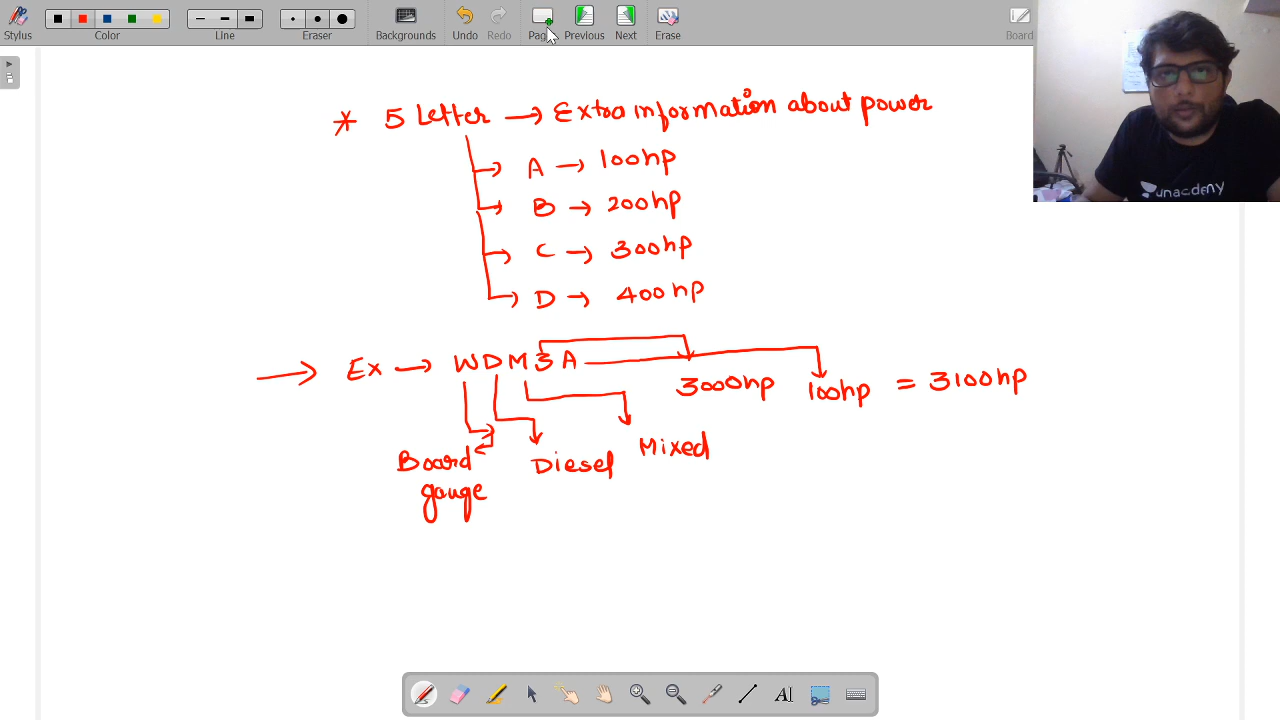 Stylus
Color
Line
Eraser
Backgrounds
Undo
Redo
Page
Previous
Next
Erase
Board
unacademy
* 5 Letter → Extra information about power
A → 100hp
B → 200hp
C → 300hp
D → 400hp
→ Ex → WDM3A
3000hp 100hp = 3100hp
Board gauge
Diesel
Mixed